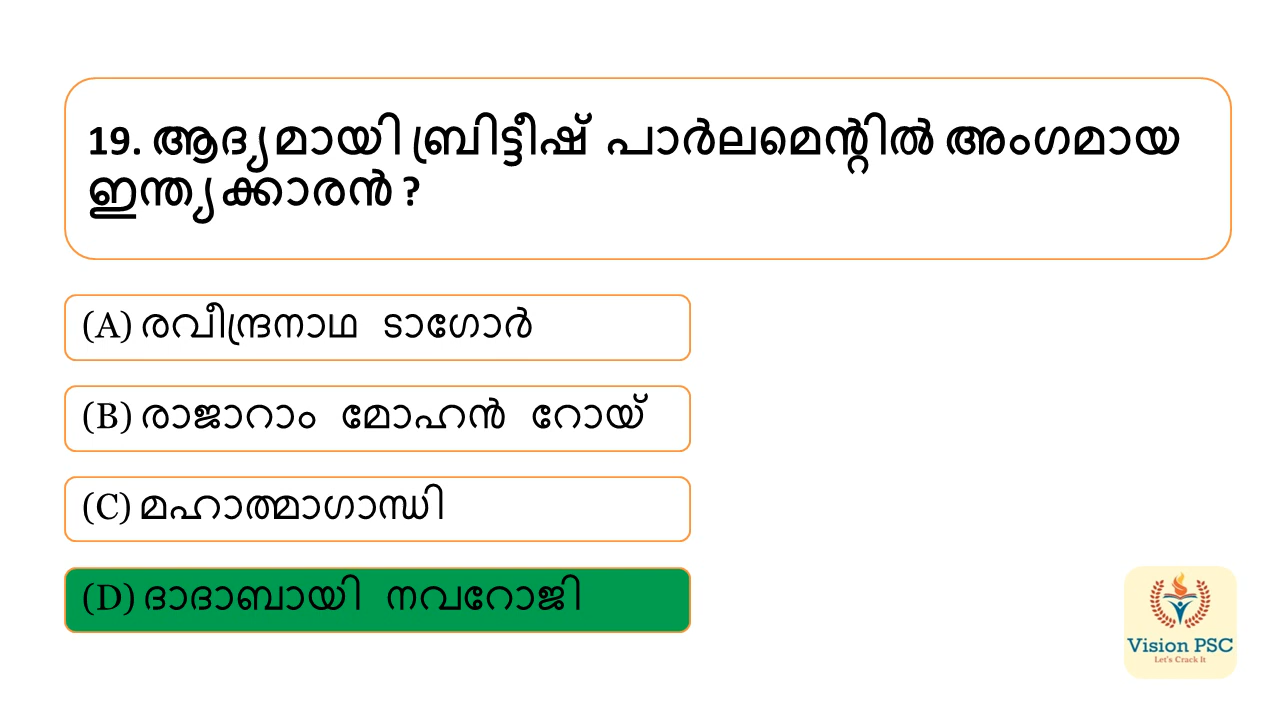 19. ആദ്യമായി ബ്രിട്ടീഷ് പാർലമെന്റിൽ അംഗമായ
ഇന്ത്യക്കാരൻ ?
(A) രവീന്ദ്രനാഥ ടാഗോർ
(B) രാജാറാം മോഹൻ റോയ്
(C) മഹാത്മാഗാന്ധി
(D) ദാദാബായി നവറോജി
Vision PSC
Let's Crack It